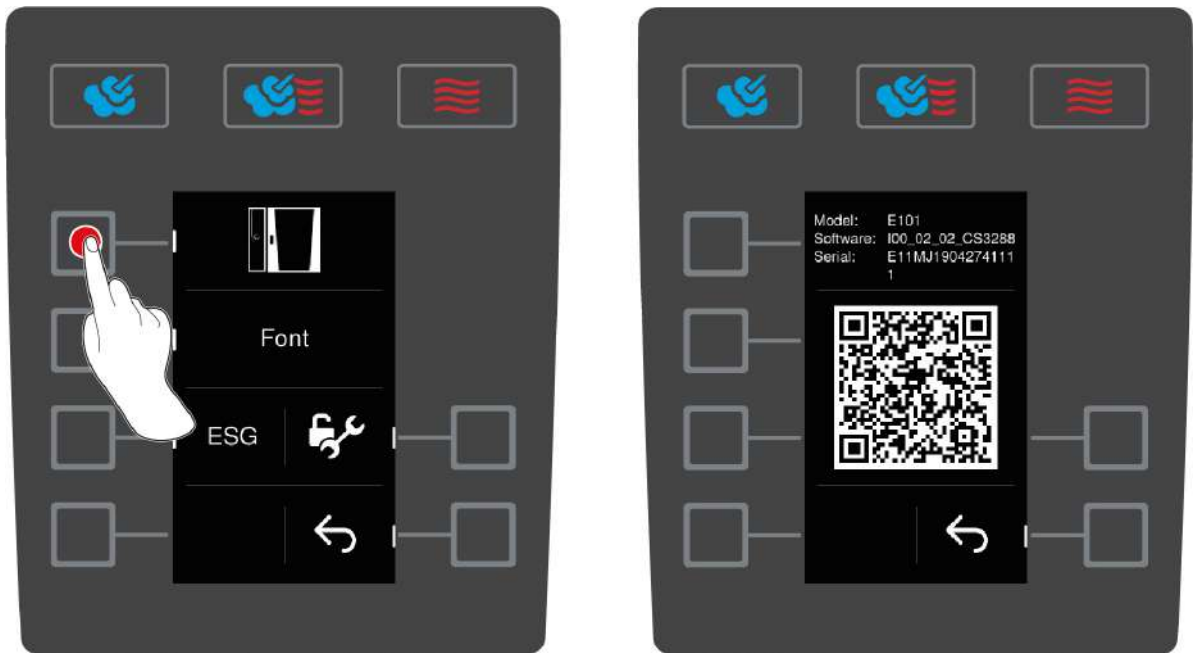 Font
ESG
Model: E101
Software: I00_02_02_CS3288
Serial: E11MJ1904274111
1